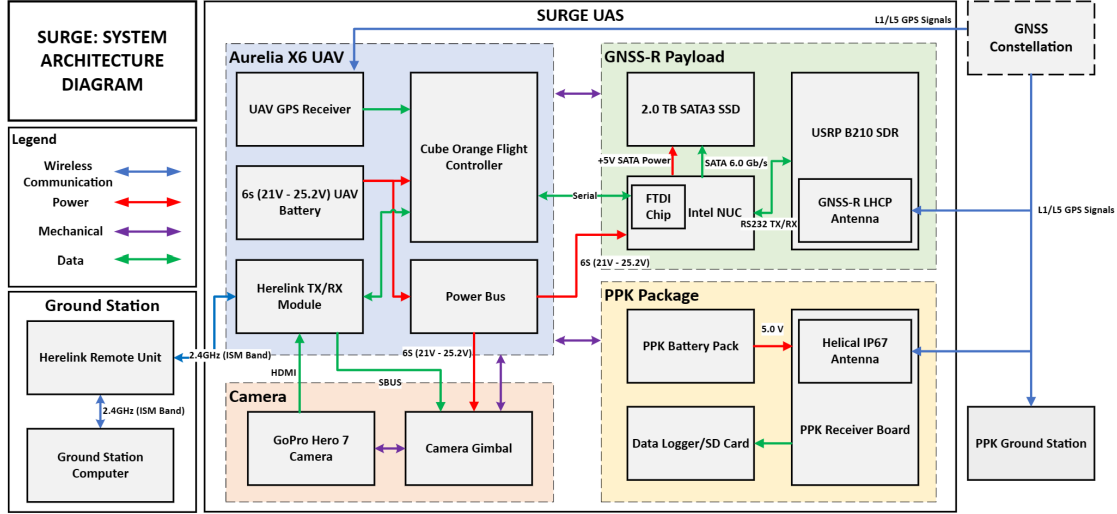 SURGE: SYSTEM
ARCHITECTURE
DIAGRAM
Legend
Wireless
Communication
Power
Mechanical
Data
Ground Station
Herelink Remote Unit
2.4GHz (ISM Band)
Ground Station
Computer
2.4GHz (ISM Band)
SURGE UAS
L1/L5 GPS Signals
GNSS
Constellation
Aurelia X6 UAV
UAV GPS Receiver
Cube Orange Flight
Controller
6s (21V - 25.2V) UAV
Battery
Herelink TX/RX
Module
Power Bus
Serial
6S (21V - 25.2V)
6S (21V - 25.2V)
HDMI
SBUS
Camera
GoPro Hero 7
Camera
Camera Gimbal
GNSS-R Payload
2.0 TB SATA3 SSD
USRP B210 SDR
+5V SATA Power
SATA 6.0 Gb/s
FTDI
Chip
Intel NUC
GNSS-R LHCP
Antenna
RS232 TX/RX
L1/L5 GPS Signals
PPK Package
PPK Battery Pack
5.0 V
Helical IP67
Antenna
Data Logger/SD Card
PPK Receiver Board
PPK Ground Station